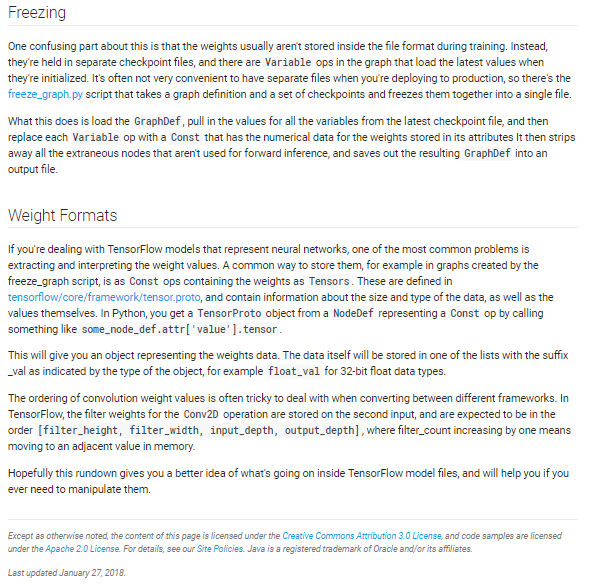 Freezing
One confusing part about this is that the weights usually aren't stored inside the file format during training. Instead,
they're held in separate checkpoint files, and there are Variable ops in the graph that load the latest values when
they're initialized. It's often not very convenient to have separate files when you're deploying to production, so there's the
freeze_graph.py script that takes a graph definition and a set of checkpoints and freezes them together into a single file.
What this does is load the GraphDef, pull in the values for all the variables from the latest checkpoint file, and then
replace each Variable op with a Const that has the numerical data for the weights stored in its attributes It then strips
away all the extraneous nodes that aren't used for forward inference, and saves out the resulting GraphDef into an
output file.
Weight Formats
If you're dealing with TensorFlow models that represent neural networks, one of the most common problems is
extracting and interpreting the weight values. A common way to store them, for example in graphs created by the
freeze_graph script, is as Const ops containing the weights as Tensors. These are defined in
tensorflow/core/framework/tensor.proto, and contain information about the size and type of the data, as well as the
values themselves. In Python, you get a TensorProto object from a NodeDef representing a Const op by calling
something like some_node_def.attr['value'].tensor.
This will give you an object representing the weights data. The data itself will be stored in one of the lists with the suffix
_val as indicated by the type of the object, for example float_val for 32-bit float data types.
The ordering of convolution weight values is often tricky to deal with when converting between different frameworks. In
TensorFlow, the filter weights for the Conv2D operation are stored on the second input, and are expected to be in the
order [filter_height, filter_width, input_depth, output_depth], where filter_count increasing by one means
moving to an adjacent value in memory.
Hopefully this rundown gives you a better idea of what's going on inside TensorFlow model files, and will help you if you
ever need to manipulate them.
Except as otherwise noted, the content of this page is licensed under the Creative Commons Attribution 3.0 License, and code samples are licensed
under the Apache 2.0 License. For details, see our Site Policies. Java is a registered trademark of Oracle and/or its affiliates.
Last updated January 27, 2018.